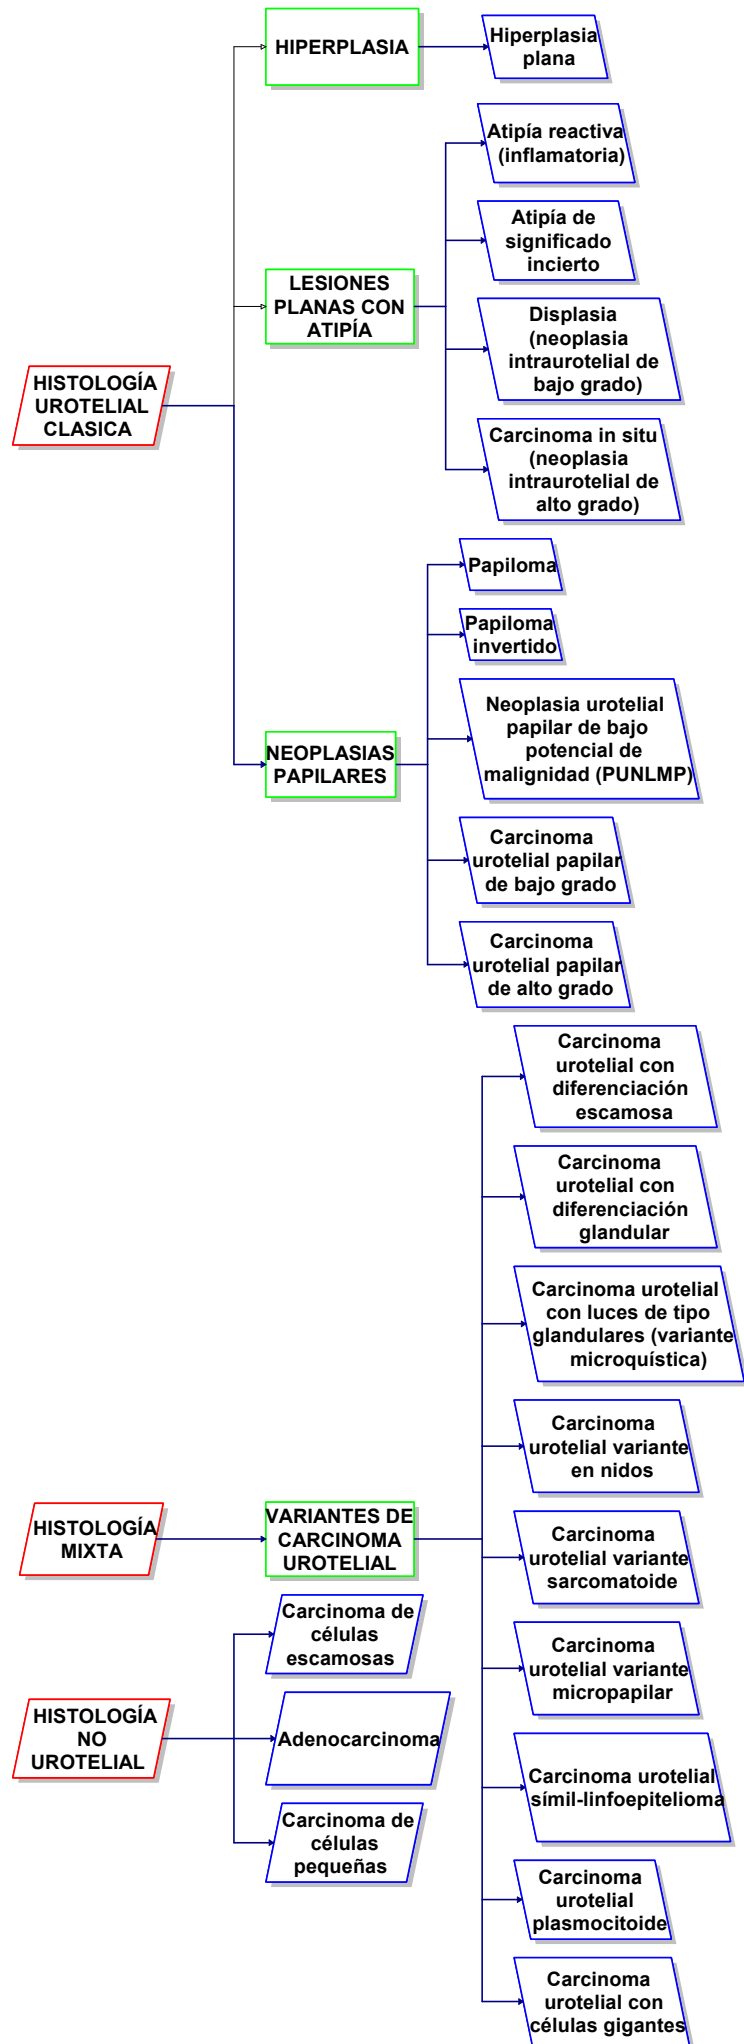 HIPERPLASIA
Hiperplasia
plana
Atipía reactiva
(inflamatoria)
Atipía de
significado
incierto
LESIONES
PLANAS CON
ATIPÍA
Displasia
(neoplasia
intraurotelial de
bajo grado)
HISTOLOGÍA
UROTELIAL
CLASICA
Carcinoma in situ
(neoplasia
intraurotelial de
alto grado)
Papiloma
Papiloma
invertido
Neoplasia urotelial
papilar de bajo
potencial de
malignidad (PUNLMP)
NEOPLASIAS
PAPILARES
Carcinoma
urotelial papilar
de bajo grado
Carcinoma
urotelial papilar
de alto grado
Carcinoma
urotelial con
diferenciación
escamosa
Carcinoma
urotelial con
diferenciación
glandular
Carcinoma urotelial
con luces de tipo
glandulares (variante
microquística)
Carcinoma
urotelial variante
en nidos
HISTOLOGÍA
MIXTA
VARIANTES DE
CARCINOMA
UROTELIAL
Carcinoma
urotelial variante
sarcomatoide
Carcinoma de
células
escamosas
Carcinoma
urotelial variante
micropapilar
HISTOLOGÍA
NO
UROTELIAL
Adenocarcinoma
Carcinoma urotelial
símil-linfoepitelioma
Carcinoma de
células
pequeñas
Carcinoma
urotelial
plasmocitoide
Carcinoma
urotelial con
células gigantes